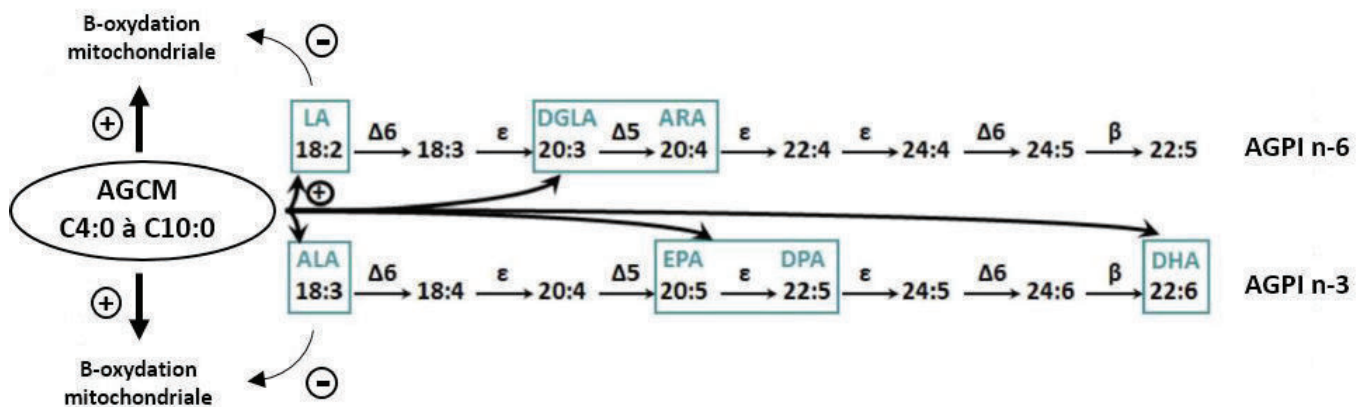 B-oxydation
mitochondriale
−
+
LA DGLA ARA
Δ6 ε Δ5 ε ε Δ6 β
18:2 18:3 20:3 20:4 22:4 24:4 24:5 22:5 AGPI n-6
AGCM
C4:0 à C10:0
+
ALA EPA DPA DHA
Δ6 ε Δ5 ε ε Δ6 β
18:3 18:4 20:4 20:5 22:5 24:5 24:6 22:6 AGPI n-3
+
B-oxydation
mitochondriale
−